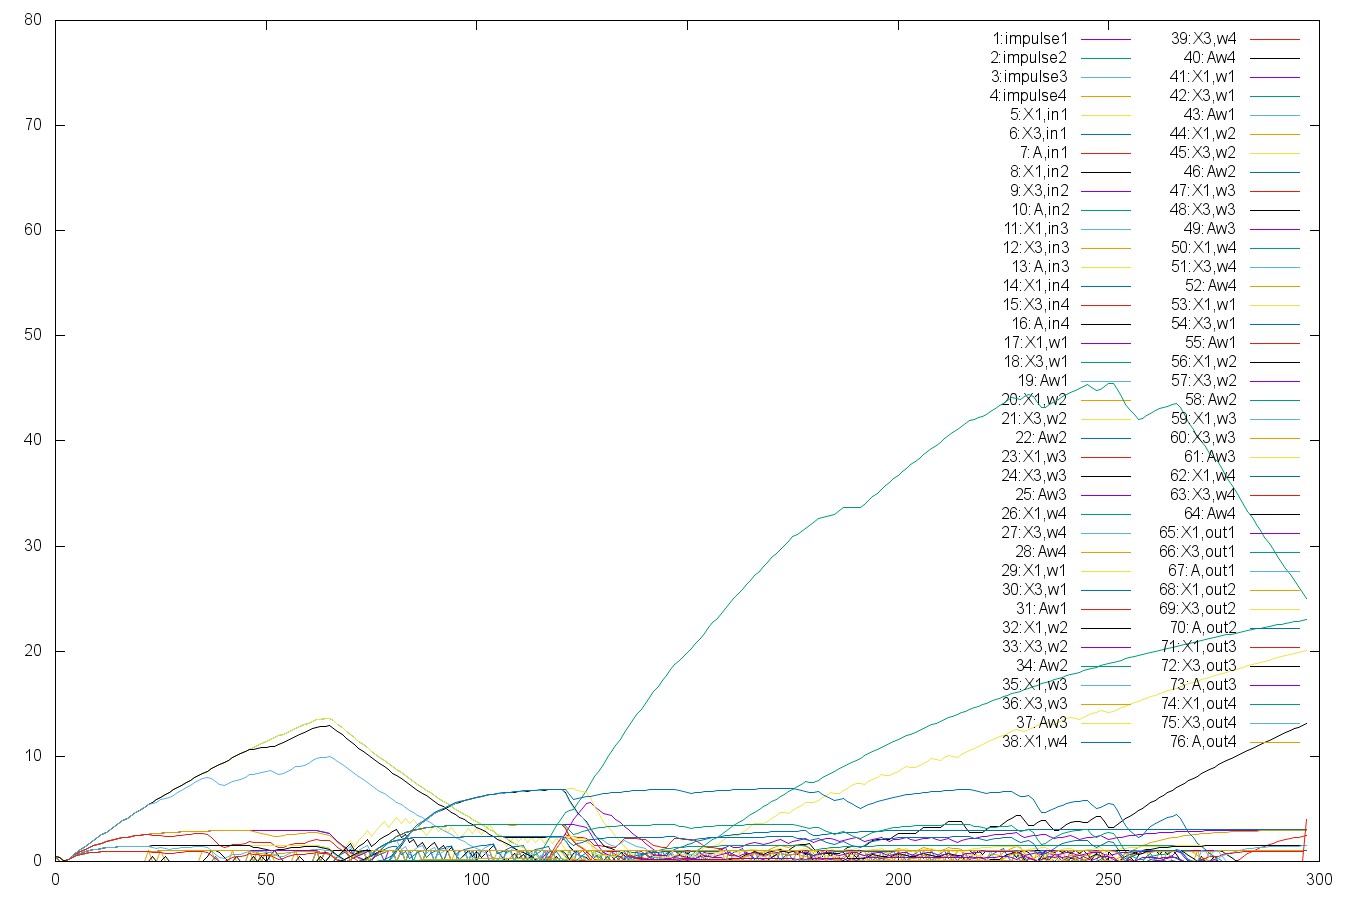 80
70
60
50
40
30
20
10
0
0 50 100 150 200 250 300
1:impulse1
2:impulse2
3:impulse3
4:impulse4
5:X1,in1
6:X3,in1
7:A,in1
8:X1,in2
9:X3,in2
10:A,in2
11:X1,in3
12:X3,in3
13:A,in3
14:X1,in4
15:X3,in4
16:A,in4
17:X1,w1
18:X3,w1
19:Aw1
20:X1,w2
21:X3,w2
22:Aw2
23:X1,w3
24:X3,w3
25:Aw3
26:X1,w4
27:X3,w4
28:Aw4
29:X1,w1
30:X3,w1
31:Aw1
32:X1,w2
33:X3,w2
34:Aw2
35:X1,w3
36:X3,w3
37:Aw3
38:X1,w4
39:X3,w4
40:Aw4
41:X1,w1
42:X3,w1
43:Aw1
44:X1,w2
45:X3,w2
46:Aw2
47:X1,w3
48:X3,w3
49:Aw3
50:X1,w4
51:X3,w4
52:Aw4
53:X1,w1
54:X3,w1
55:Aw1
56:X1,w2
57:X3,w2
58:Aw2
59:X1,w3
60:X3,w3
61:Aw3
62:X1,w4
63:X3,w4
64:Aw4
65:X1,out1
66:X3,out1
67:A,out1
68:X1,out2
69:X3,out2
70:A,out2
71:X1,out3
72:X3,out3
73:A,out3
74:X1,out4
75:X3,out4
76:A,out4